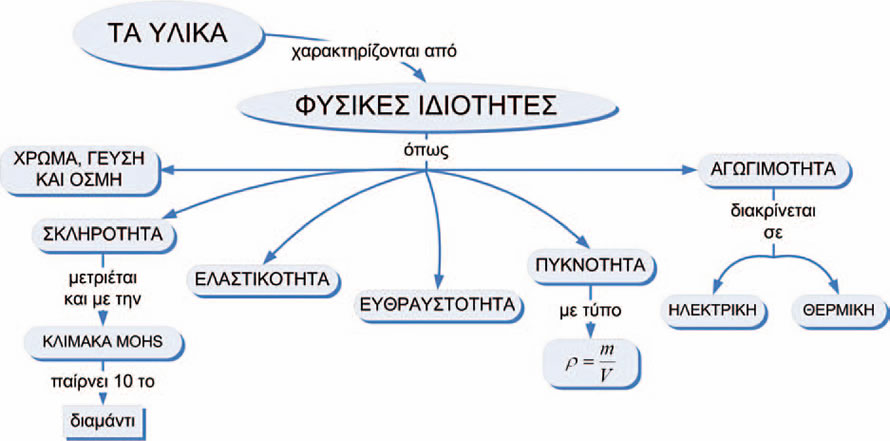 ΤΑ ΥΛΙΚΑ
χαρακτηρίζονται από
ΦΥΣΙΚΕΣ ΙΔΙΟΤΗΤΕΣ
όπως
ΧΡΩΜΑ, ΓΕΥΣΗ
ΚΑΙ ΟΣΜΗ
ΑΓΩΓΙΜΟΤΗΤΑ
ΣΚΛΗΡΟΤΗΤΑ
διακρίνεται
σε
μετριέται
και με την
ΕΛΑΣΤΙΚΟΤΗΤΑ
ΕΥΘΡΑΥΣΤΟΤΗΤΑ
ΠΥΚΝΟΤΗΤΑ
με τύπο
ρ = m/V
ΗΛΕΚΤΡΙΚΗ
ΘΕΡΜΙΚΗ
ΚΛΙΜΑΚΑ MOHS
παίρνει 10 το
διαμάντι